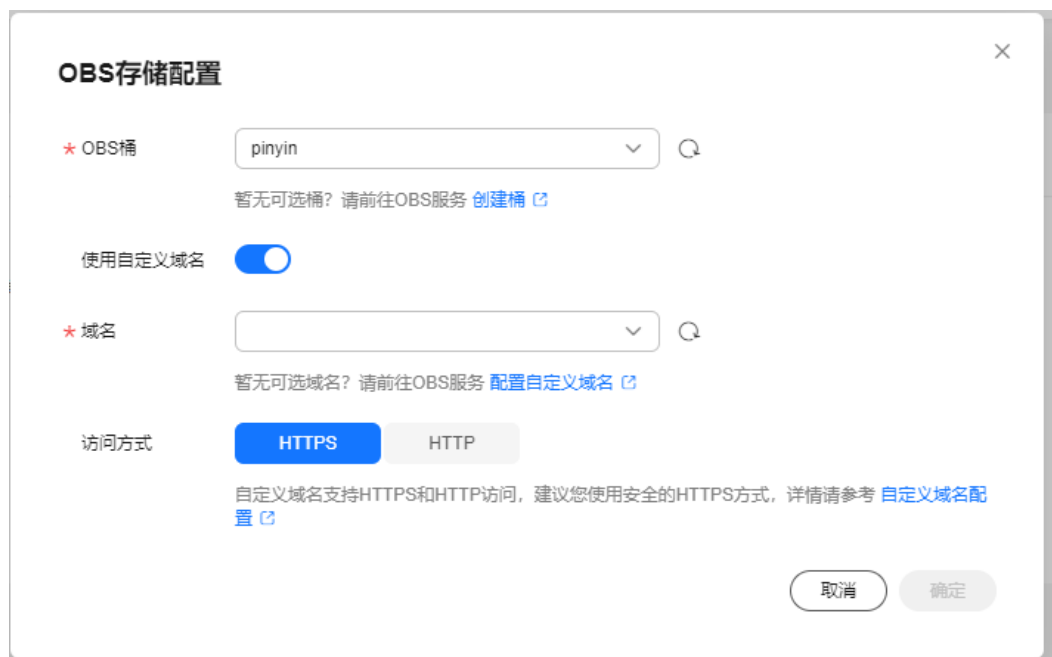 OBS存储配置
* OBS桶
pinyin
暂无可选桶？请前往OBS服务 创建桶
使用自定义域名
* 域名
暂无可选域名？请前往OBS服务 配置自定义域名
访问方式
HTTPS
HTTP
自定义域名支持HTTPS和HTTP访问，建议您使用安全的HTTPS方式，详情请参考 自定义域名配
置
取消
确定